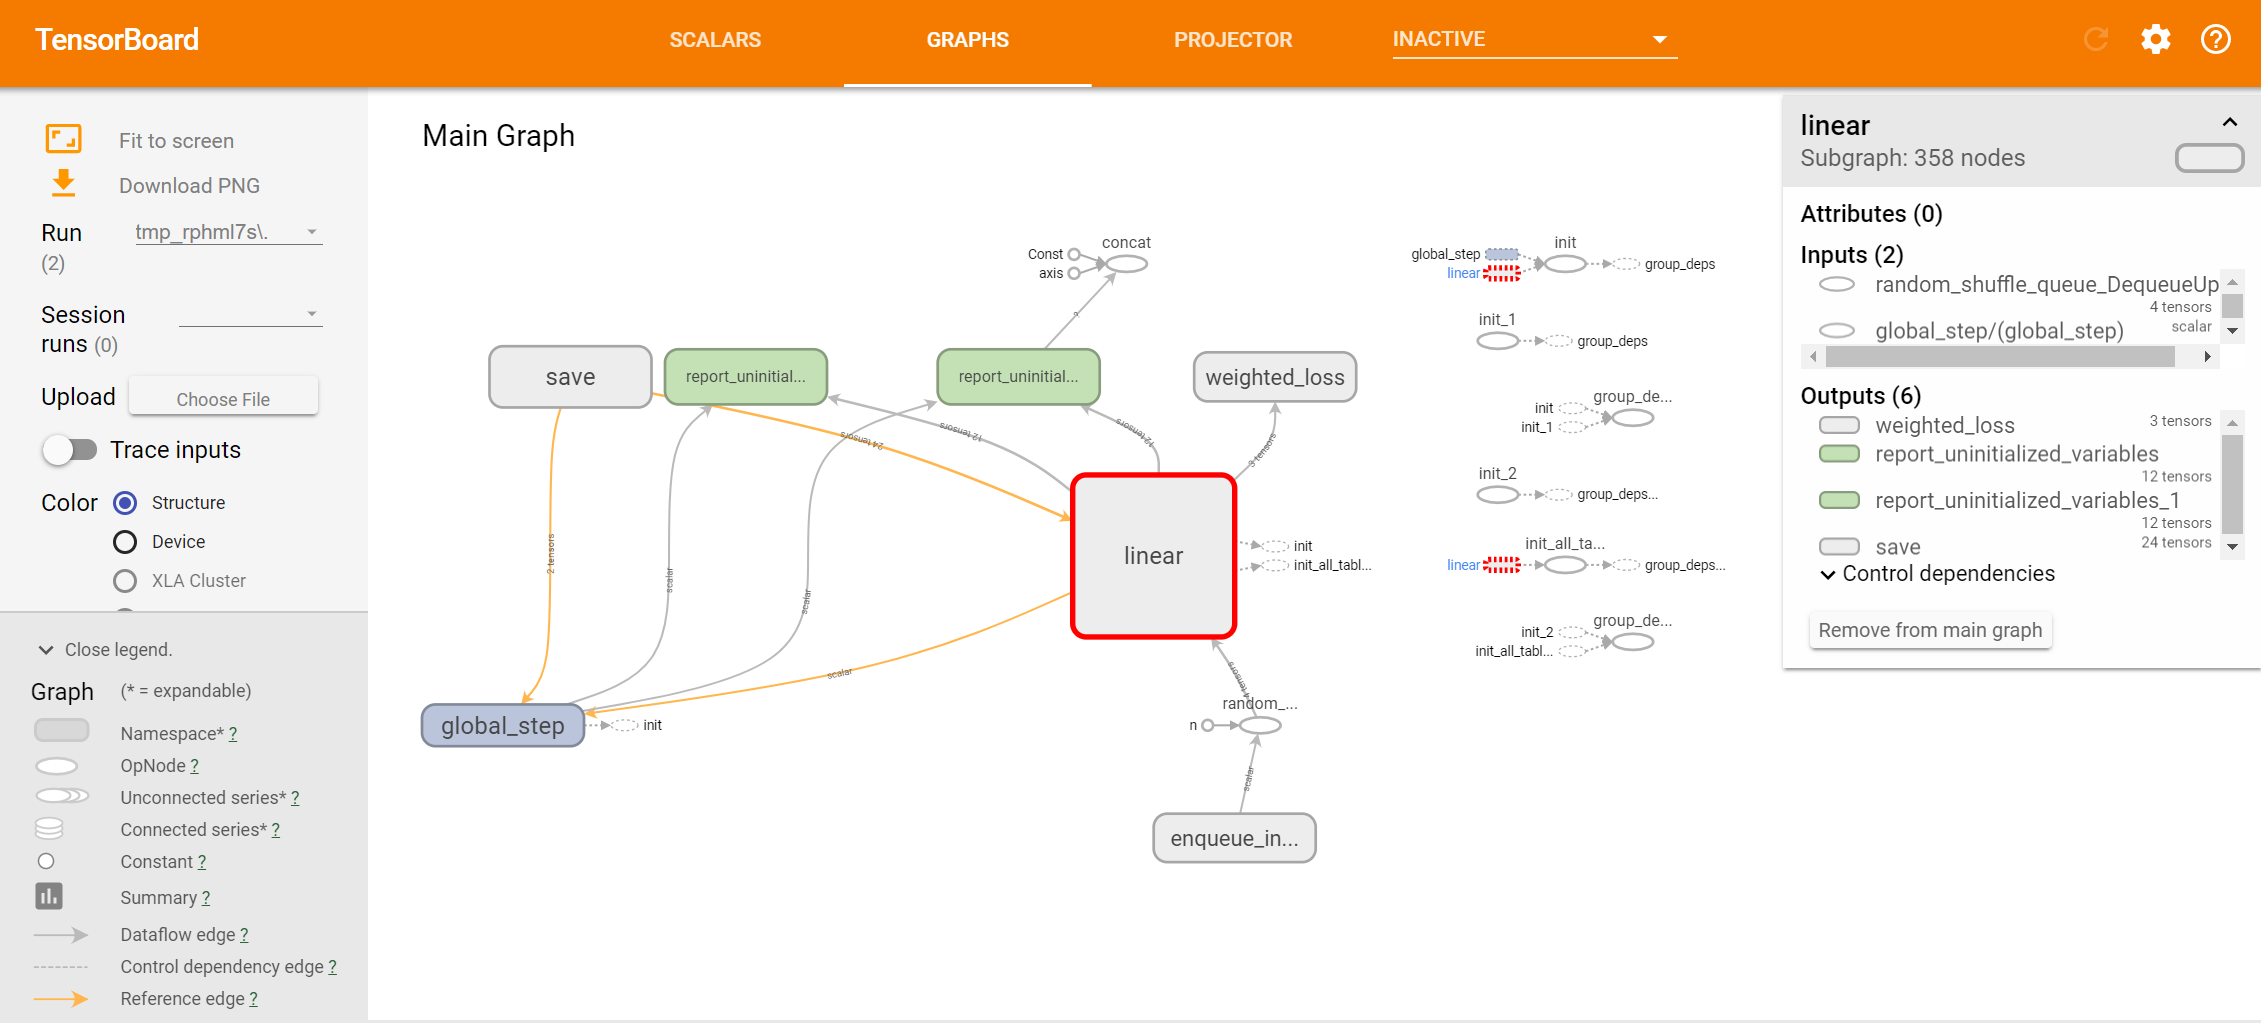 TensorBoard
SCALARS
GRAPHS
PROJECTOR
INACTIVE
Fit to screen
Download PNG
Run
(2)
tmp_rphml7s\.
Session
runs (0)
Upload
Choose File
Trace inputs
Color
Structure
Device
XLA Cluster
Close legend.
Graph
(* = expandable)
Namespace* ?
OpNode ?
Unconnected series* ?
Connected series* ?
Constant ?
Summary ?
Dataflow edge ?
Control dependency edge ?
Reference edge ?
Main Graph
concat
Const
axis
save
report_uninitial...
report_uninitial...
weighted_loss
24 tensors
12 tensors
12 tensors
3 tensors
2 tensors
scalar
scalar
linear
init
init_all_tabl...
scalar
global_step
init
4 tensors
random_...
n
scalar
enqueue_in...
init
global_step
linear
group_deps
init_1
group_deps
group_de...
init
init_1
init_2
group_deps...
init_all_ta...
linear
group_deps...
group_de...
init_2
init_all_tabl...
linear
Subgraph: 358 nodes
Attributes (0)
Inputs (2)
random_shuffle_queue_DequeueUp
4 tensors
global_step/(global_step)
scalar
Outputs (6)
weighted_loss
3 tensors
report_uninitialized_variables
12 tensors
report_uninitialized_variables_1
12 tensors
save
24 tensors
Control dependencies
Remove from main graph